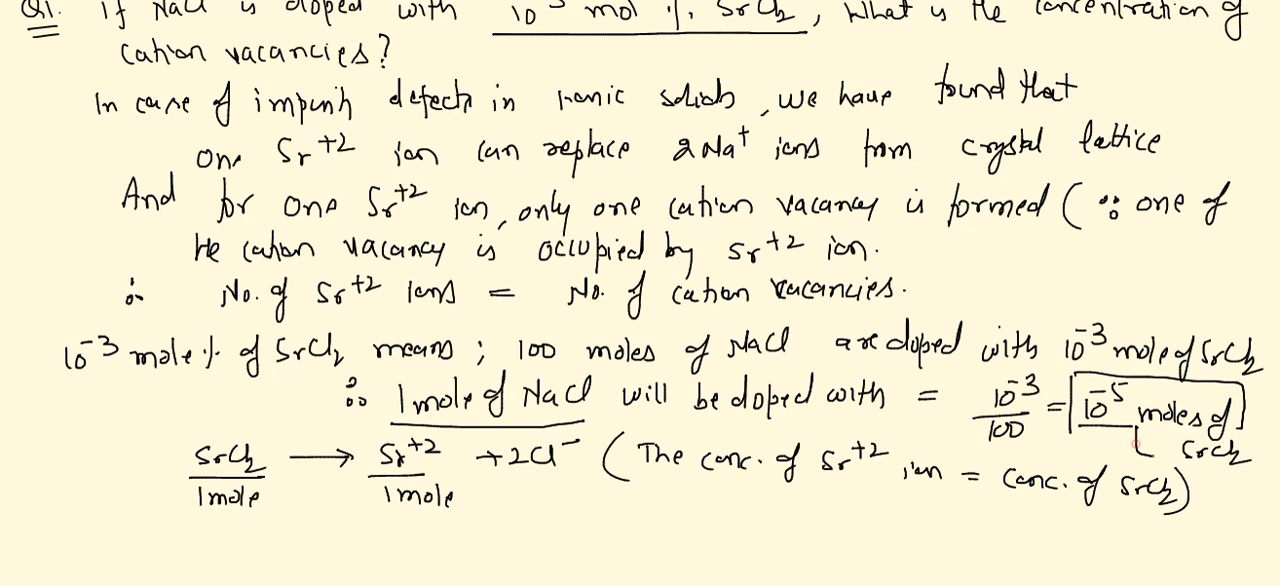 Q1. If NaCl is doped with 10⁻³ mol %. SrCl₂, what is the concentration of
cation vacancies?
In case of impurity defects in ionic solids, we have found that
one Sr⁺² ion can replace 2Na⁺ ions from crystal lattice
And for one Sr⁺² ion, only one cation vacancy is formed (∵ one of
the cation vacancy is occupied by Sr⁺² ion.
∴ No. of Sr⁺² ions = No. of cation vacancies.
10⁻³ mole % of SrCl₂ means; 100 moles of NaCl are doped with 10⁻³ mole of SrCl₂
∴ 1 mole of NaCl will be doped with = 10⁻³/100 = 10⁻⁵ moles of SrCl₂
SrCl₂ ⟶ Sr⁺² + 2Cl⁻ (The conc. of Sr⁺² ion = conc. of SrCl₂)
1 mole 1 mole